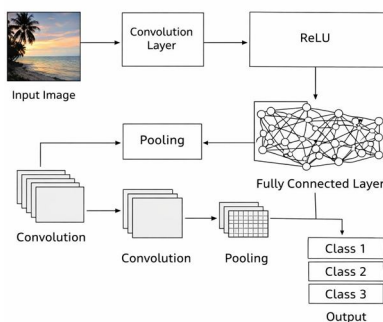 Convolution
Layer
ReLU
Input Image
Pooling
Fully Connected Layer
Convolution
Convolution
Pooling
Class 1
Class 2
Class 3
Output